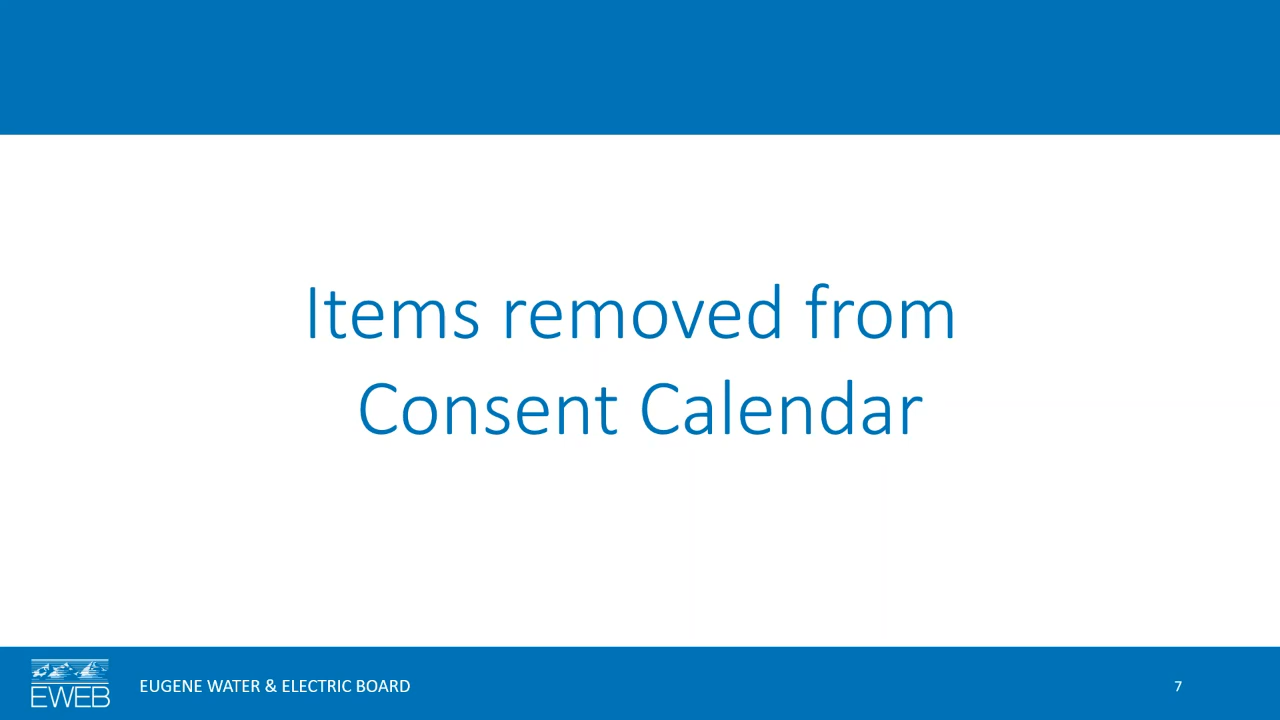 Items removed from
Consent Calendar
EWEB
EUGENE WATER & ELECTRIC BOARD
7